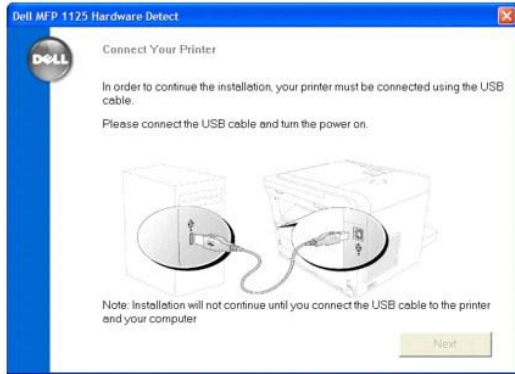 Dell MFP 1125 Hardware Detect
DELL
Connect Your Printer
In order to continue the installation, your printer must be connected using the USB
cable.
Please connect the USB cable and turn the power on.
Note: Installation will not continue until you connect the USB cable to the printer
and your computer
Next